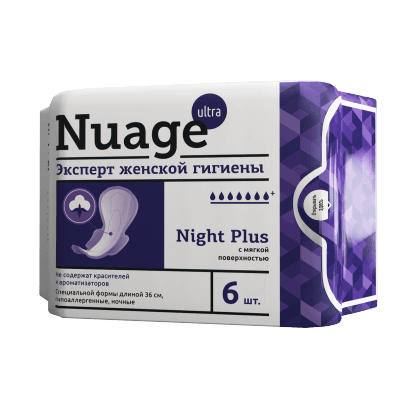 ultra
Nuage
Эксперт женской гигиены
Night Plus
с мягкой
поверхностью
Не содержат красителей
и ароматизаторов
Специальной формы длиной 36 см,
гипоаллергенные, ночные
6 шт.